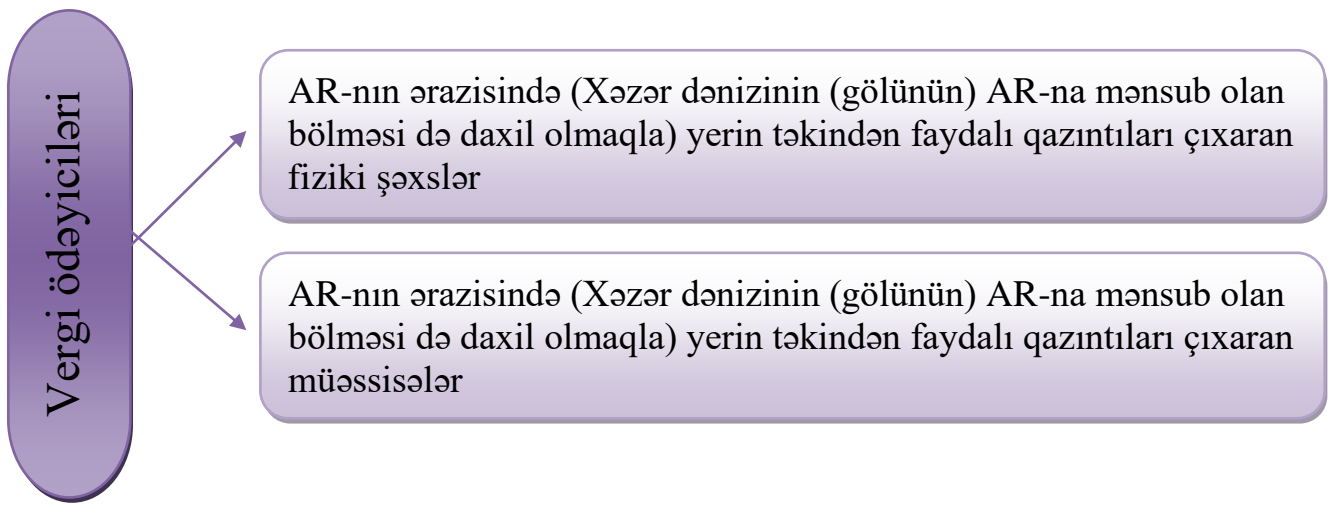 Vergi ödəyiciləri
AR-nın ərazisində (Xəzər dənizinin (gölünün) AR-na mənsub olan
bölməsi də daxil olmaqla) yerin təkindən faydalı qazıntıları çıxaran
fiziki şəxslər
AR-nın ərazisində (Xəzər dənizinin (gölünün) AR-na mənsub olan
bölməsi də daxil olmaqla) yerin təkindən faydalı qazıntıları çıxaran
müəssisələr